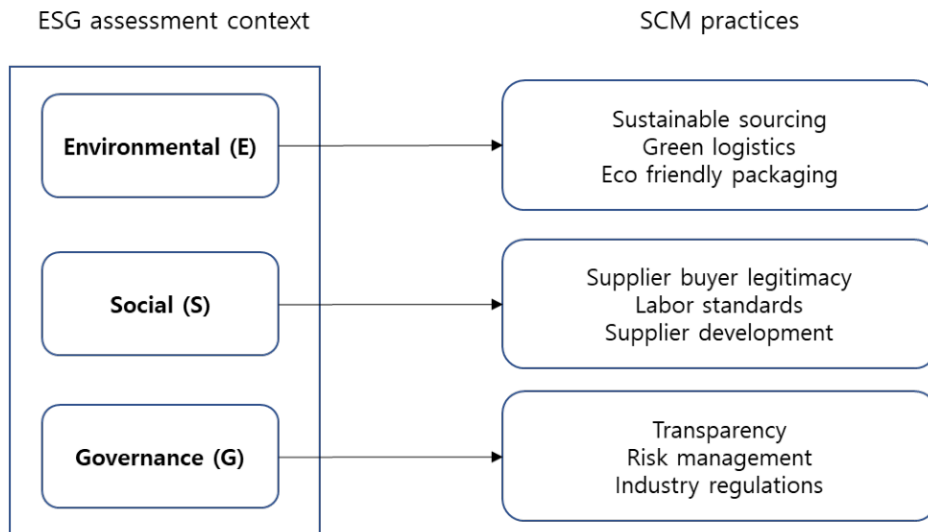 ESG assessment context
SCM practices
Environmental (E)
Sustainable sourcing
Green logistics
Eco friendly packaging
Social (S)
Supplier buyer legitimacy
Labor standards
Supplier development
Governance (G)
Transparency
Risk management
Industry regulations